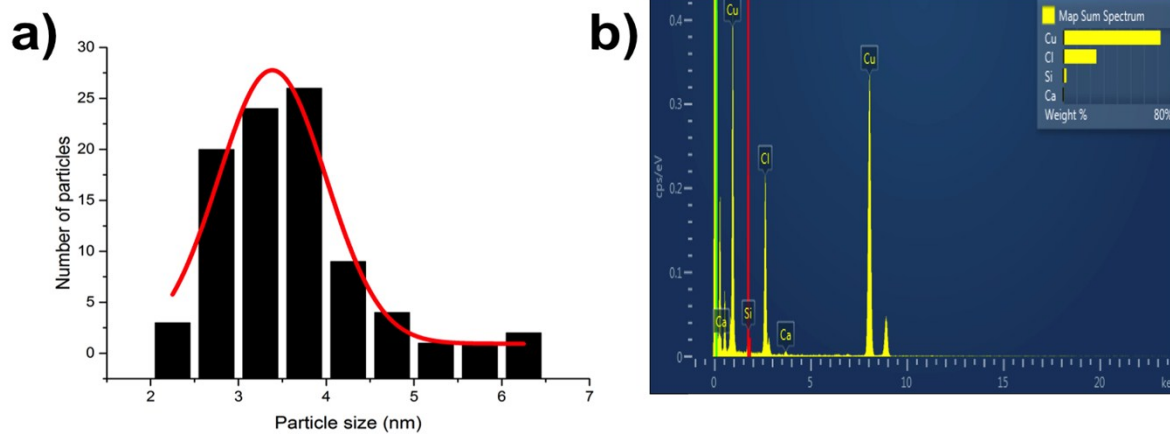 a)
30
25
20
15
10
5
0
Number of particles
2 3 4 5 6 7
Particle size (nm)
b)
Map Sum Spectrum
Cu
Cl
Si
Ca
Weight % 80%
0.4
0.3
0.2
0.1
0
cps/eV
Cu
Cu
Cl
Si
Ca
Ca
0 5 10 15 20 ke